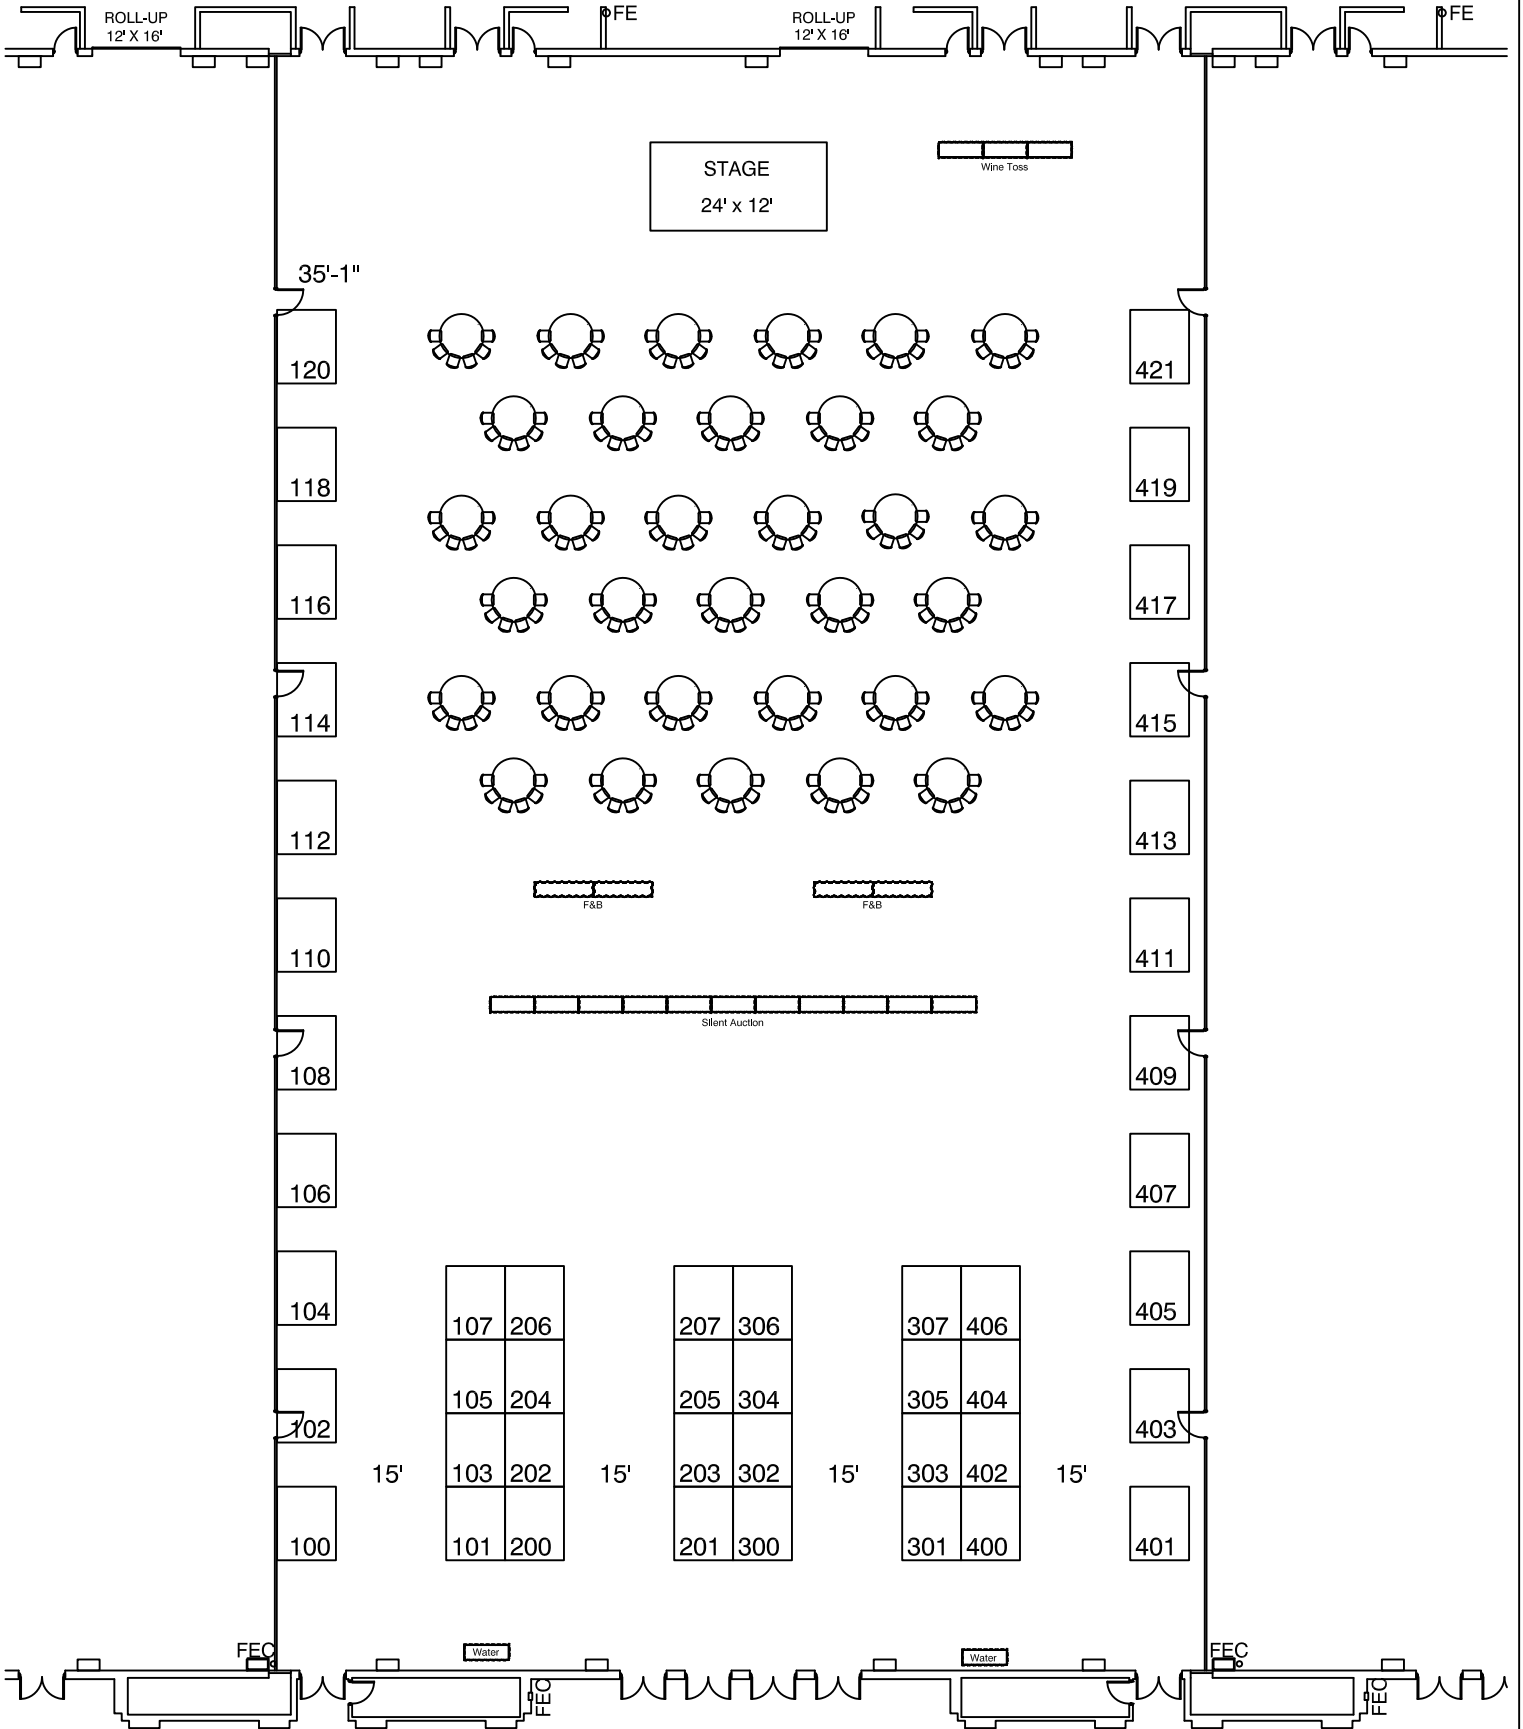 ROLL-UP
12' X 16'
FE
ROLL-UP
12' X 16'
FE
STAGE
24' x 12'
Wine Toss
35'-1"
120
421
118
419
116
417
114
415
112
413
F&B
F&B
110
411
Silent Auction
108
409
106
407
104
405
107 206
207 306
307 406
105 204
205 304
305 404
102
403
15'
103 202
15'
203 302
15'
303 402
15'
100
101 200
201 300
301 400
401
FEC
Water
Water
FEC
FEC
FEC